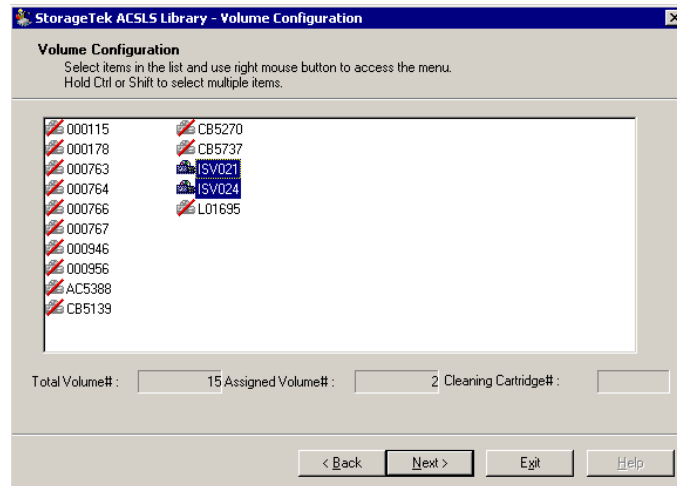 StorageTek ACSLS Library - Volume Configuration
Volume Configuration
Select items in the list and use right mouse button to access the menu.
Hold Ctrl or Shift to select multiple items.
000115
000178
000763
000764
000766
000767
000946
000956
AC5388
CB5139
CB5270
CB5737
ISV021
ISV024
L01695
Total Volume# : 15 Assigned Volume# : 2 Cleaning Cartridge# :
< Back Next > Exit Help